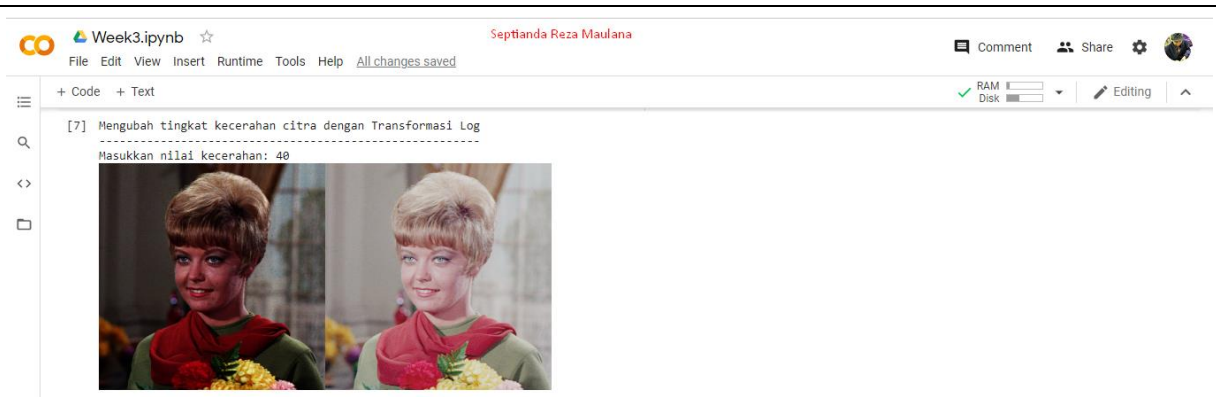 CO Week3.ipynb
Septianda Reza Maulana
Comment Share
File Edit View Insert Runtime Tools Help All changes saved
+ Code + Text
RAM
Disk
Editing
[7] Mengubah tingkat kecerahan citra dengan Transformasi Log
-----------------------------------------------------
Masukkan nilai kecerahan: 40